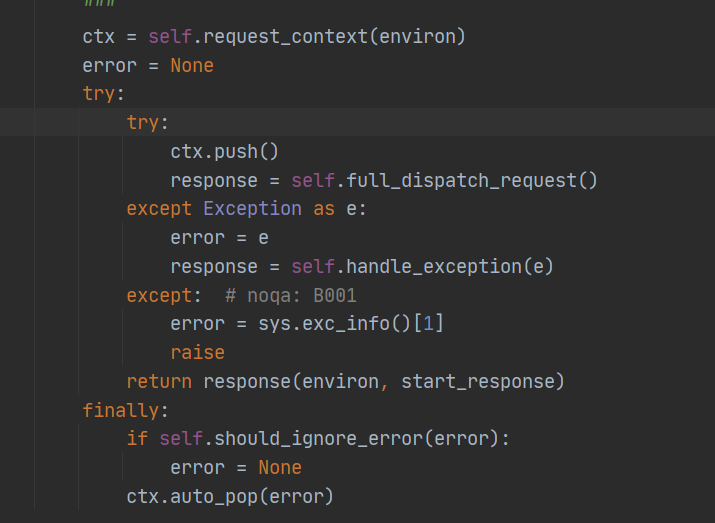 ###
ctx = self.request_context(environ)
error = None
try:
    try:
        ctx.push()
        response = self.full_dispatch_request()
    except Exception as e:
        error = e
        response = self.handle_exception(e)
    except:  # noqa: B001
        error = sys.exc_info()[1]
        raise
    return response(environ, start_response)
finally:
    if self.should_ignore_error(error):
        error = None
    ctx.auto_pop(error)